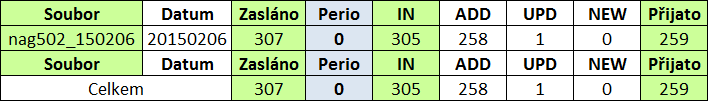 Soubor Datum Zasláno Perio IN ADD UPD NEW Přijato
nag502_150206 20150206 307 0 305 258 1 0 259
Soubor Datum Zasláno Perio IN ADD UPD NEW Přijato
Celkem 307 0 305 258 1 0 259